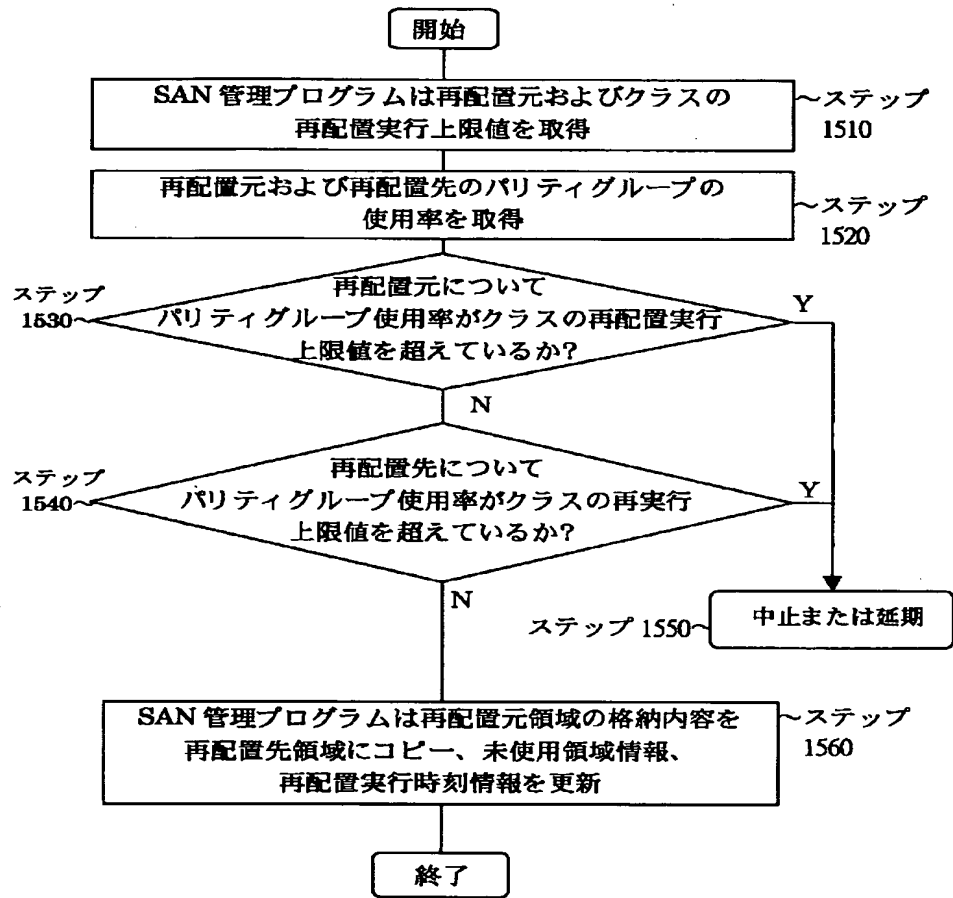 開始
SAN 管理プログラムは再配置元およびクラスの
再配置実行上限値を取得
～ステップ
1510
再配置元および再配置先のパリティグループの
使用率を取得
～ステップ
1520
ステップ
1530～
再配置元について
パリティグループ使用率がクラスの再配置実行
上限値を超えているか?
Y
N
ステップ
1540～
再配置先について
パリティグループ使用率がクラスの再実行
上限値を超えているか?
Y
N
ステップ 1550～
中止または延期
SAN 管理プログラムは再配置元領域の格納内容を
再配置先領域にコピー、未使用領域情報、
再配置実行時刻情報を更新
～ステップ
1560
終了